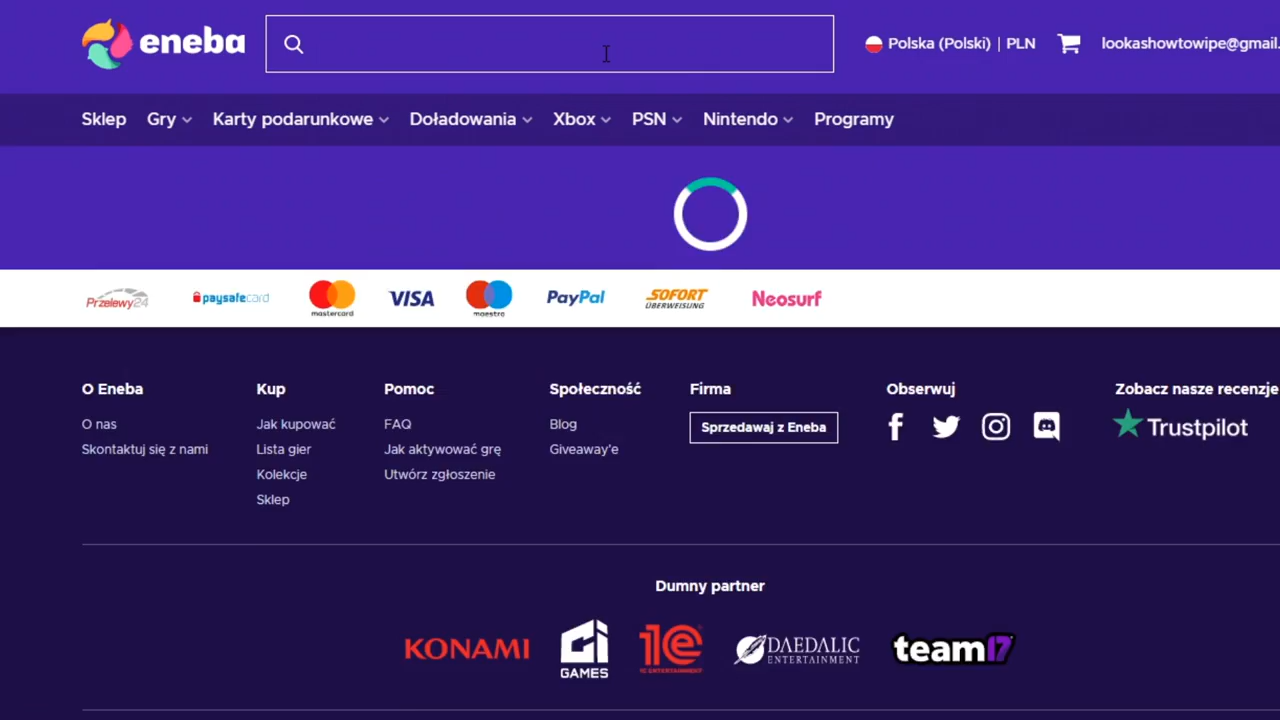 eneba
Polska (Polski) | PLN
lookashowtowipe@gmail.
Sklep Gry Karty podarunkowe Doładowania Xbox PSN Nintendo Programy
Przelewy24 paysafecard mastercard VISA maestro PayPal SOFORT ÜBERWEISUNG Neosurf
O Eneba Kup Pomoc Społeczność Firma Obserwuj Zobacz nasze recenzje
O nas Jak kupować FAQ Blog Sprzedawaj z Eneba Trustpilot
Skontaktuj się z nami Lista gier Jak aktywować grę Giveaway'e
Kolekcje Utwórz zgłoszenie
Sklep
Dumny partner
KONAMI CI GAMES 1C ENTERTAINMENT DAEDALIC ENTERTAINMENT team17